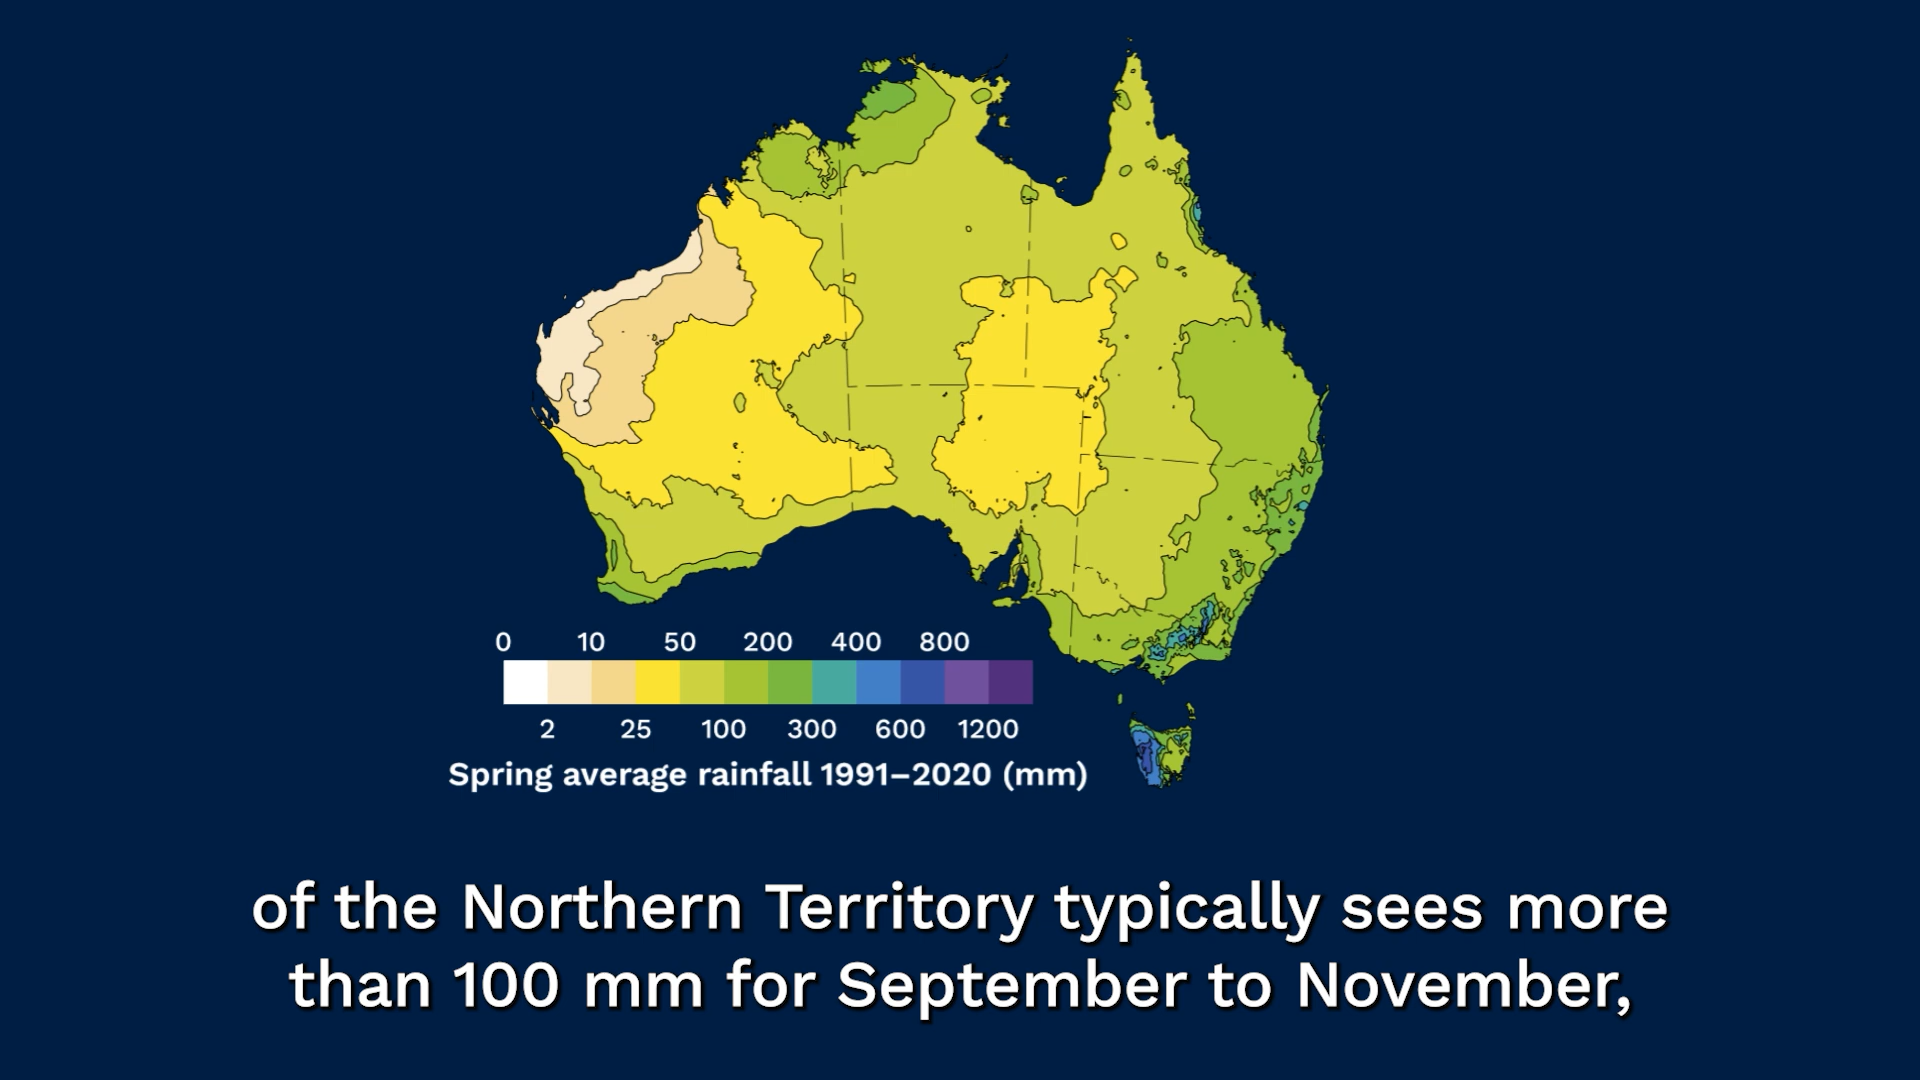 0 10 50 200 400 800
2 25 100 300 600 1200
Spring average rainfall 1991–2020 (mm)
of the Northern Territory typically sees more
than 100 mm for September to November,